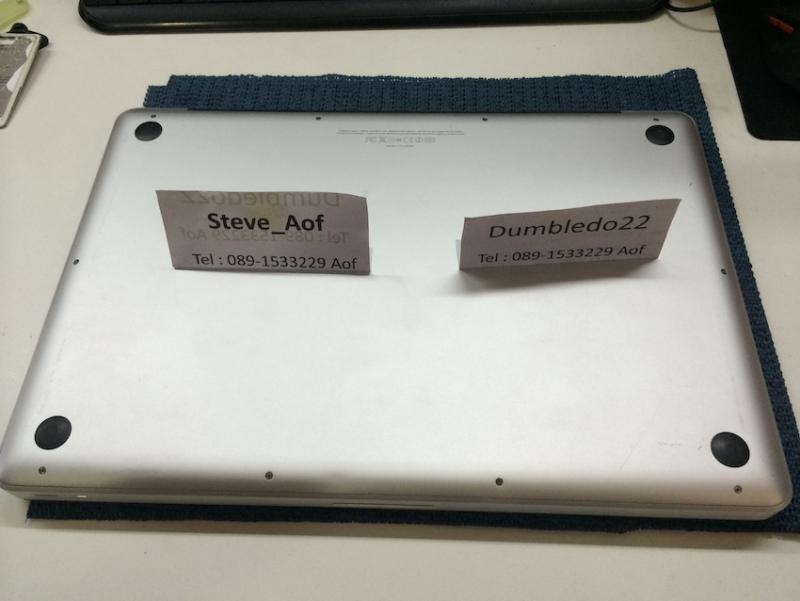 Steve_Aof
Tel : 089-1533229 Aof
Dumbledo22
Tel : 089-1533229 Aof